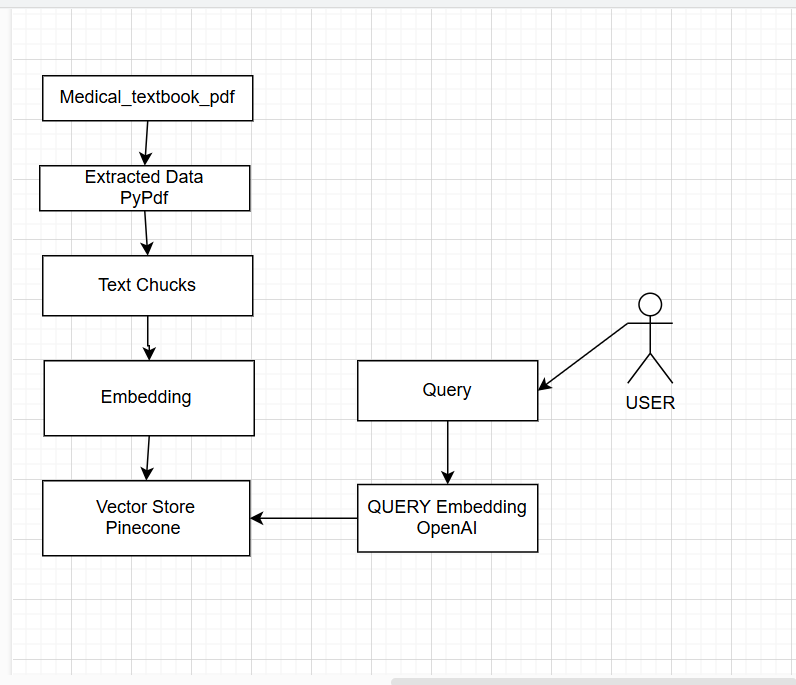 Medical_textbook_pdf
Extracted Data
PyPdf
Text Chucks
Embedding
Query
USER
Vector Store
Pinecone
QUERY Embedding
OpenAI